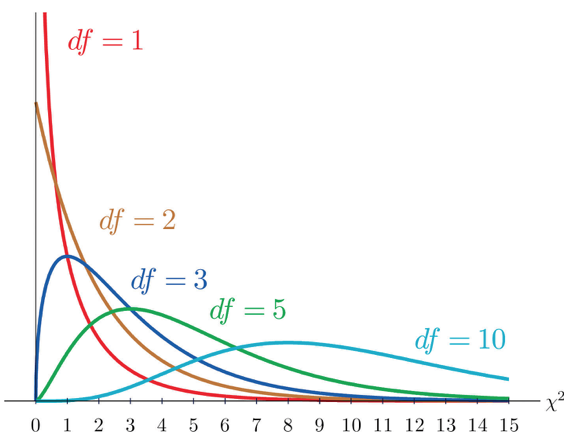 df = 1
df = 2
df = 3
df = 5
df = 10
χ²
0 1 2 3 4 5 6 7 8 9 10 11 12 13 14 15